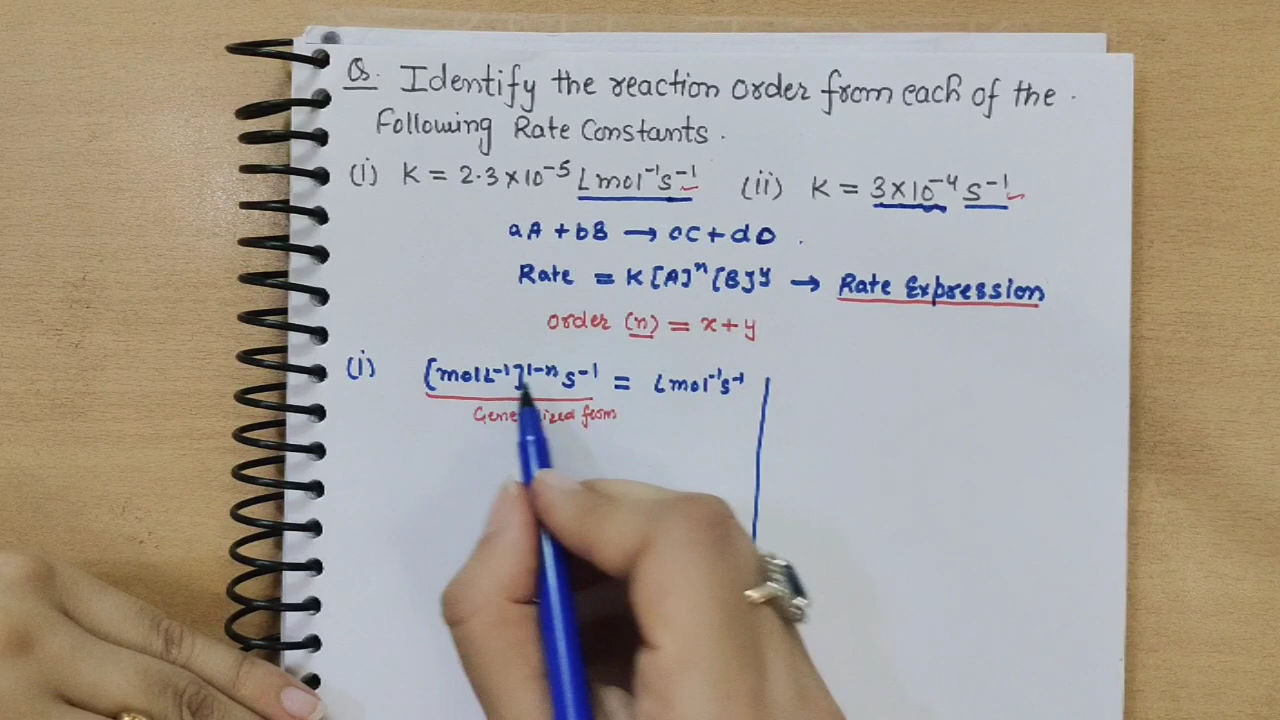 Q. Identify the reaction order from each of the
Following Rate Constants.
(i) K = 2.3×10⁻⁵ L mol⁻¹s⁻¹ (ii) K = 3×10⁻⁴ s⁻¹
aA + bB → cC + dD.
Rate = K[A]ⁿ[B]ʸ → Rate Expression
order (n) = x+y
(i) [mol L⁻¹]¹⁻ⁿ s⁻¹ = L mol⁻¹s⁻¹
from